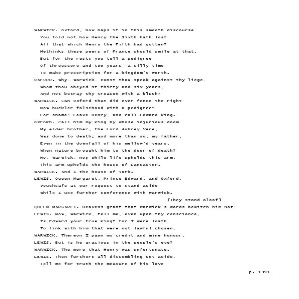 WARWICK. Oxford, how haps it in this smooth discourse
You told not how Henry the Sixth hath lost
All that which Henry the Fifth had gotten?
Methinks these peers of France should smile at that.
But for the rest: you tell a pedigree
Of threescore and two years- a silly time
To make prescription for a kingdom's worth.
OXFORD. Why, Warwick, canst thou speak against thy liege,
Whom thou obeyed'st thirty and six years,
And not bewray thy treason with a blush?
WARWICK. Can Oxford that did ever fence the right
Now buckler falsehood with a pedigree?
For shame! Leave Henry, and call Edward king.
OXFORD. Call him my king by whose injurious doom
My elder brother, the Lord Aubrey Vere,
Was done to death; and more than so, my father,
Even in the downfall of his mellow'd years,
When nature brought him to the door of death?
No, Warwick, no; while life upholds this arm,
This arm upholds the house of Lancaster.
WARWICK. And I the house of York.
LEWIS. Queen Margaret, Prince Edward, and Oxford,
Vouchsafe at our request to stand aside
While I use further conference with Warwick.
[They stand aloof]
QUEEN MARGARET. Heavens grant that Warwick's words bewitch him not!
LEWIS. Now, Warwick, tell me, even upon thy conscience,
Is Edward your true king? for I were loath
To link with him that were not lawful chosen.
WARWICK. Thereon I pawn my credit and mine honour.
LEWIS. But is he gracious in the people's eye?
WARWICK. The more that Henry was unfortunate.
LEWIS. Then further- all dissembling set aside,
Tell me for truth the measure of his love